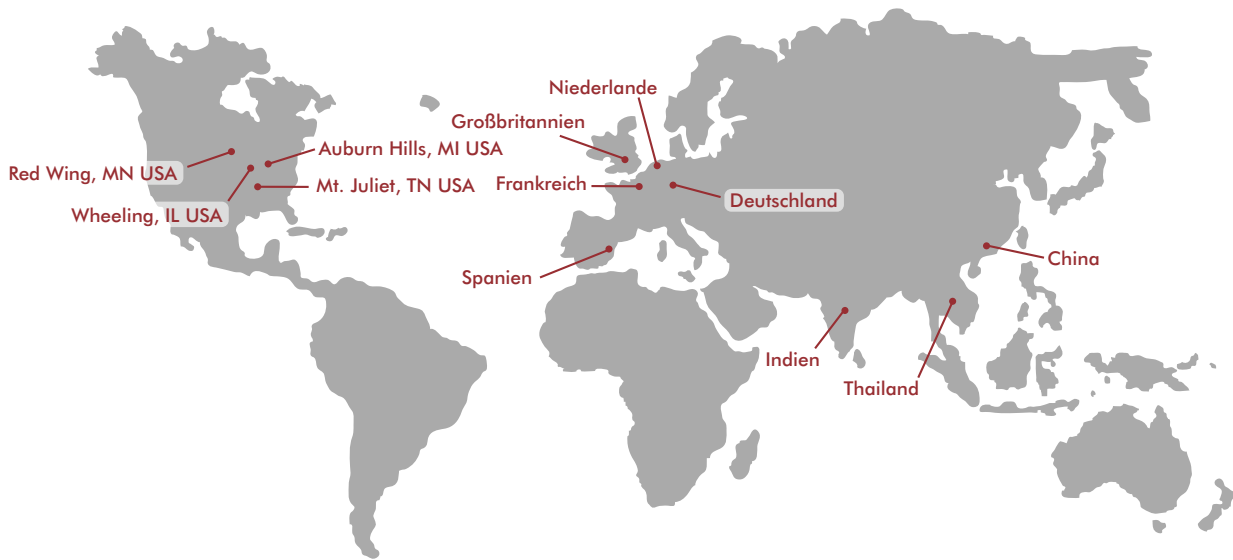 Niederlande
Großbritannien
Auburn Hills, MI USA
Red Wing, MN USA
Mt. Juliet, TN USA
Frankreich
Deutschland
Wheeling, IL USA
China
Spanien
Indien
Thailand